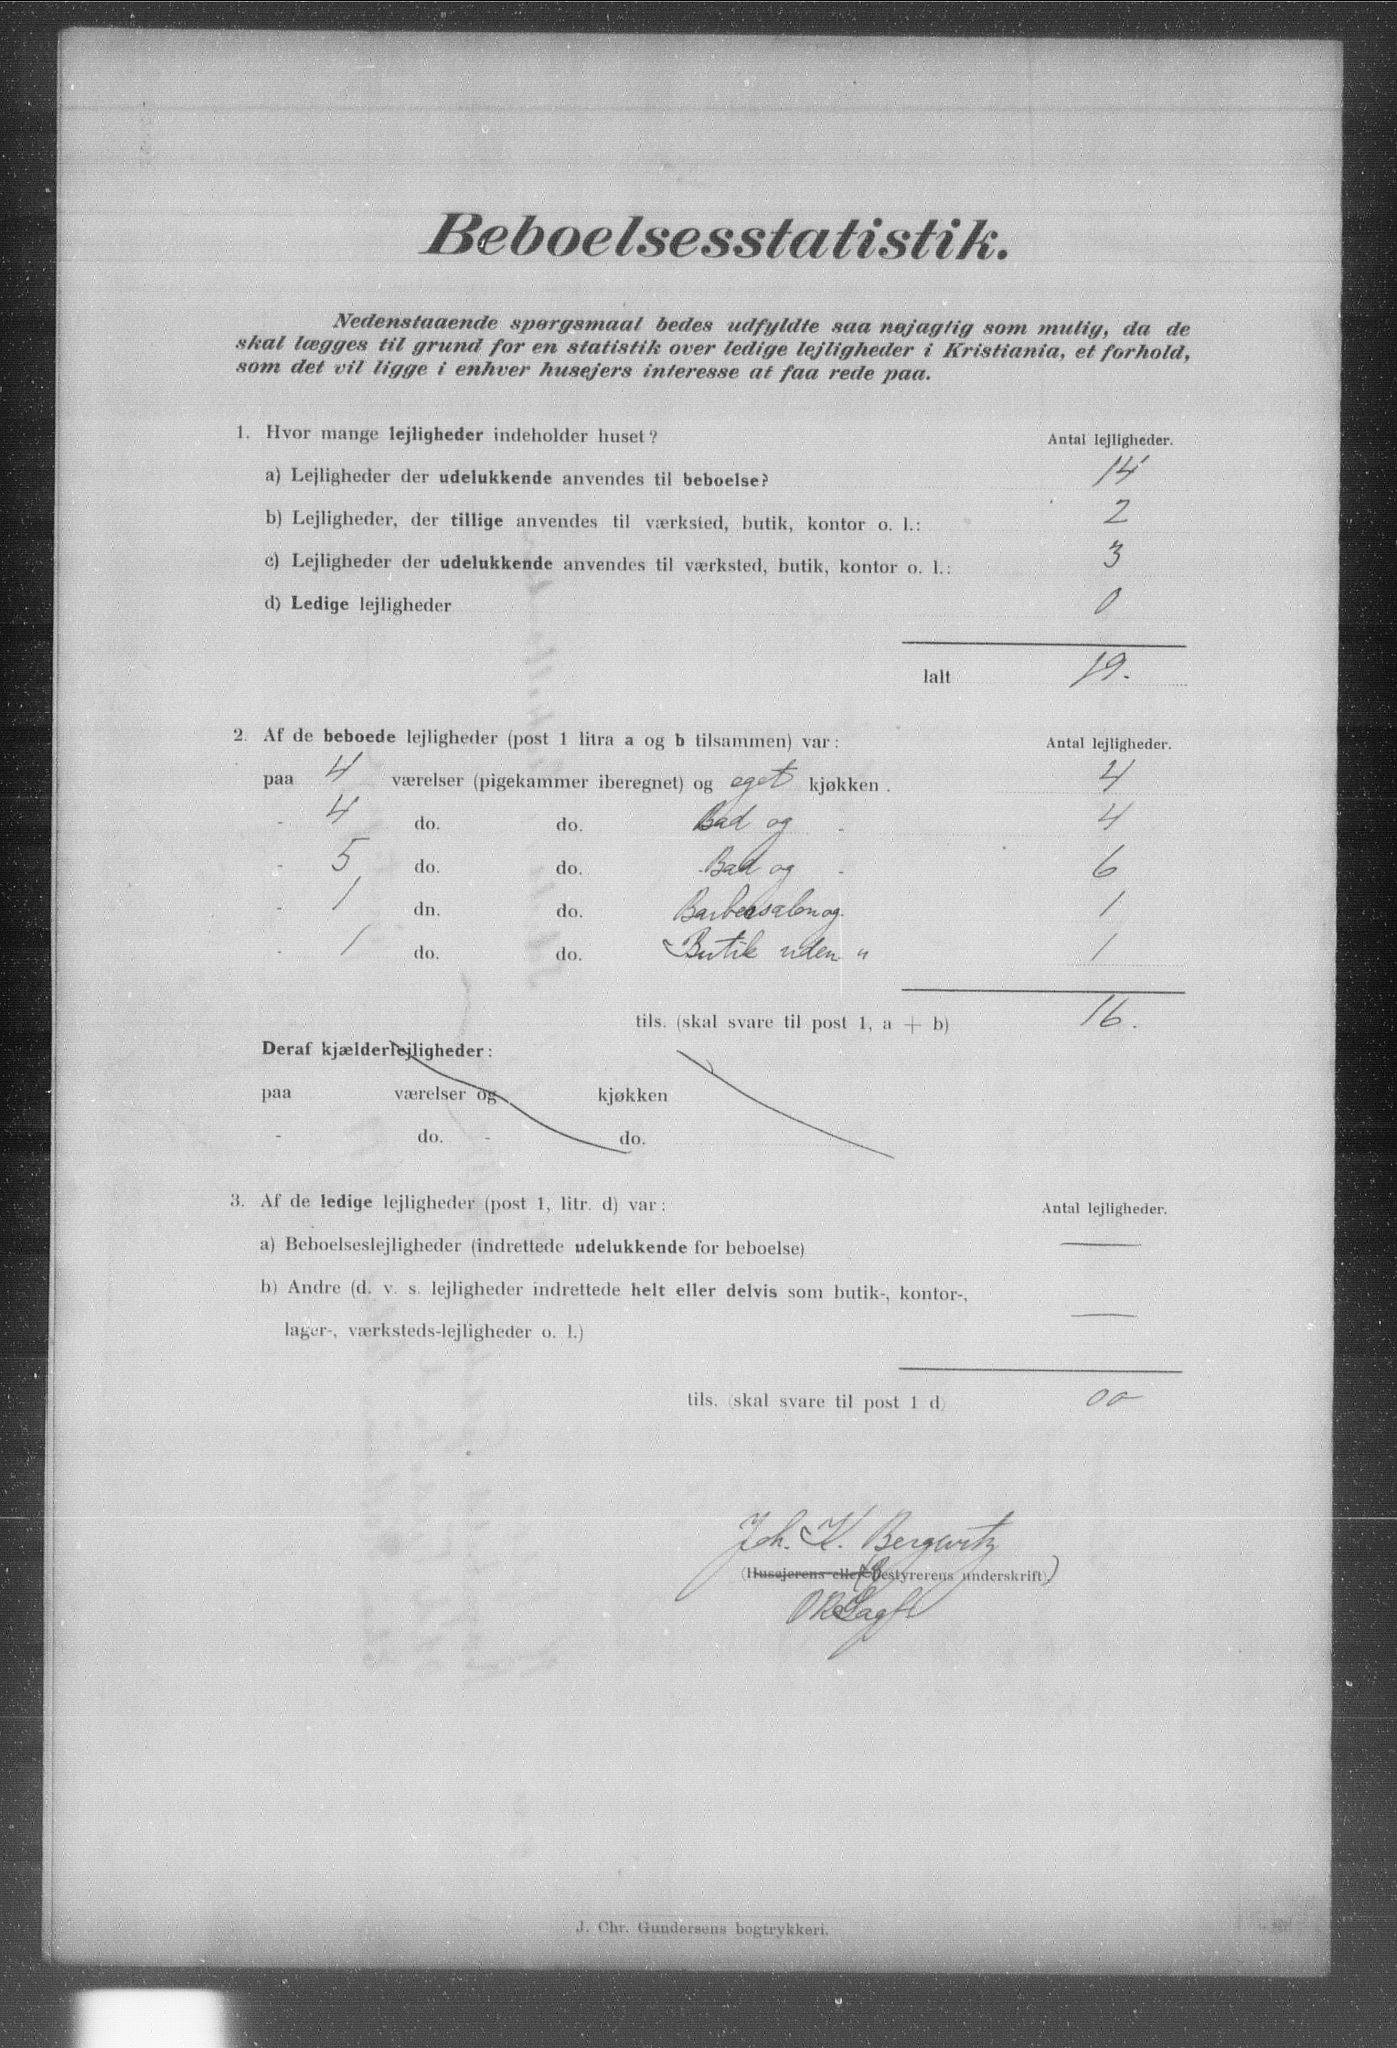 Beboelsesstatistik.
Nedenstaaende spørgsmaal bedes udfyldte saa nøjagtig som mulig, da de
skal lægges til grund for en statistik over ledige lejligheder i Kristiania, et forhold,
som det vil ligge i enhver husejers interesse at faa rede paa.
1. Hvor mange lejligheder indeholder huset? Antal lejligheder.
a) Lejligheder der udelukkende anvendes til beboelse? 14
b) Lejligheder, der tillige anvendes til værksted, butik, kontor o. l.: 2
c) Lejligheder der udelukkende anvendes til værksted, butik, kontor o. l.: 3
d) Ledige lejligheder 0
Ialt 19.
2. Af de beboede lejligheder (post 1 litra a og b tilsammen) var: Antal lejligheder.
paa 4 værelser (pigekammer iberegnet) og eget kjøkken. 4
- 4 do. do. Bad og - 4
- 5 do. do. Bad og - 6
- 1 dn. do. Barbersalon og 1
- 1 do. do. Butik uden " 1
tils. (skal svare til post 1, a + b) 16.
Deraf kjælderlejligheder:
paa værelser og kjøkken
- do. - do.
3. Af de ledige lejligheder (post 1, litr. d) var: Antal lejligheder.
a) Beboelseslejligheder (indrettede udelukkende for beboelse) —
b) Andre (d. v. s. lejligheder indrettede helt eller delvis som butik-, kontor-,
lager-, værksteds-lejligheder o. l.) —
tils. (skal svare til post 1 d) 00
Joh. K. Bergwitz
(Husejerens eller bestyrerens underskrift).
J. Chr. Gundersens bogtrykkeri.